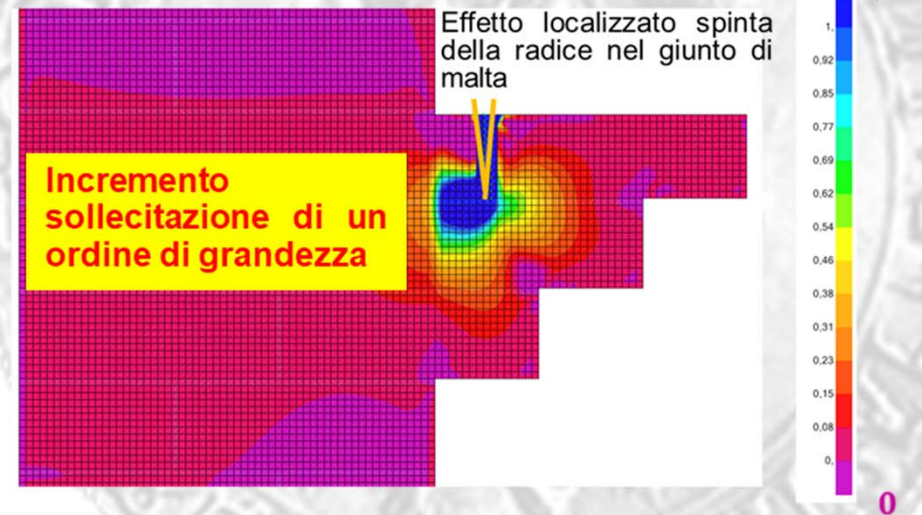 Effetto localizzato spinta
della radice nel giunto di
malta
Incremento
sollecitazione di un
ordine di grandezza
1.
0,92
0,85
0,77
0,69
0,62
0,54
0,46
0,38
0,31
0,23
0,15
0,08
0.
0